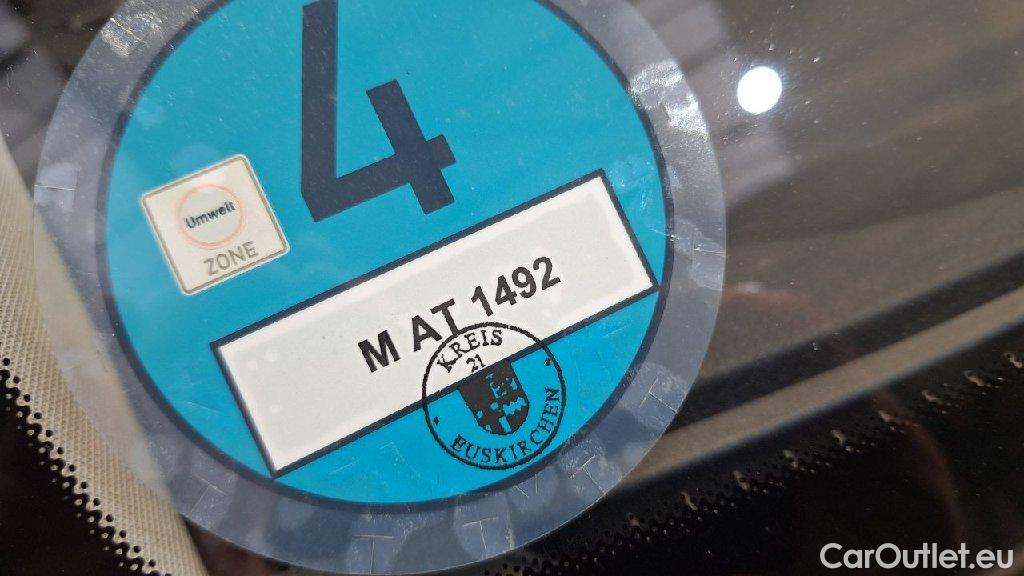 4
Umwelt
ZONE
M AT 1492
KREIS
21
EUSKIRCHEN
CarOutlet.eu